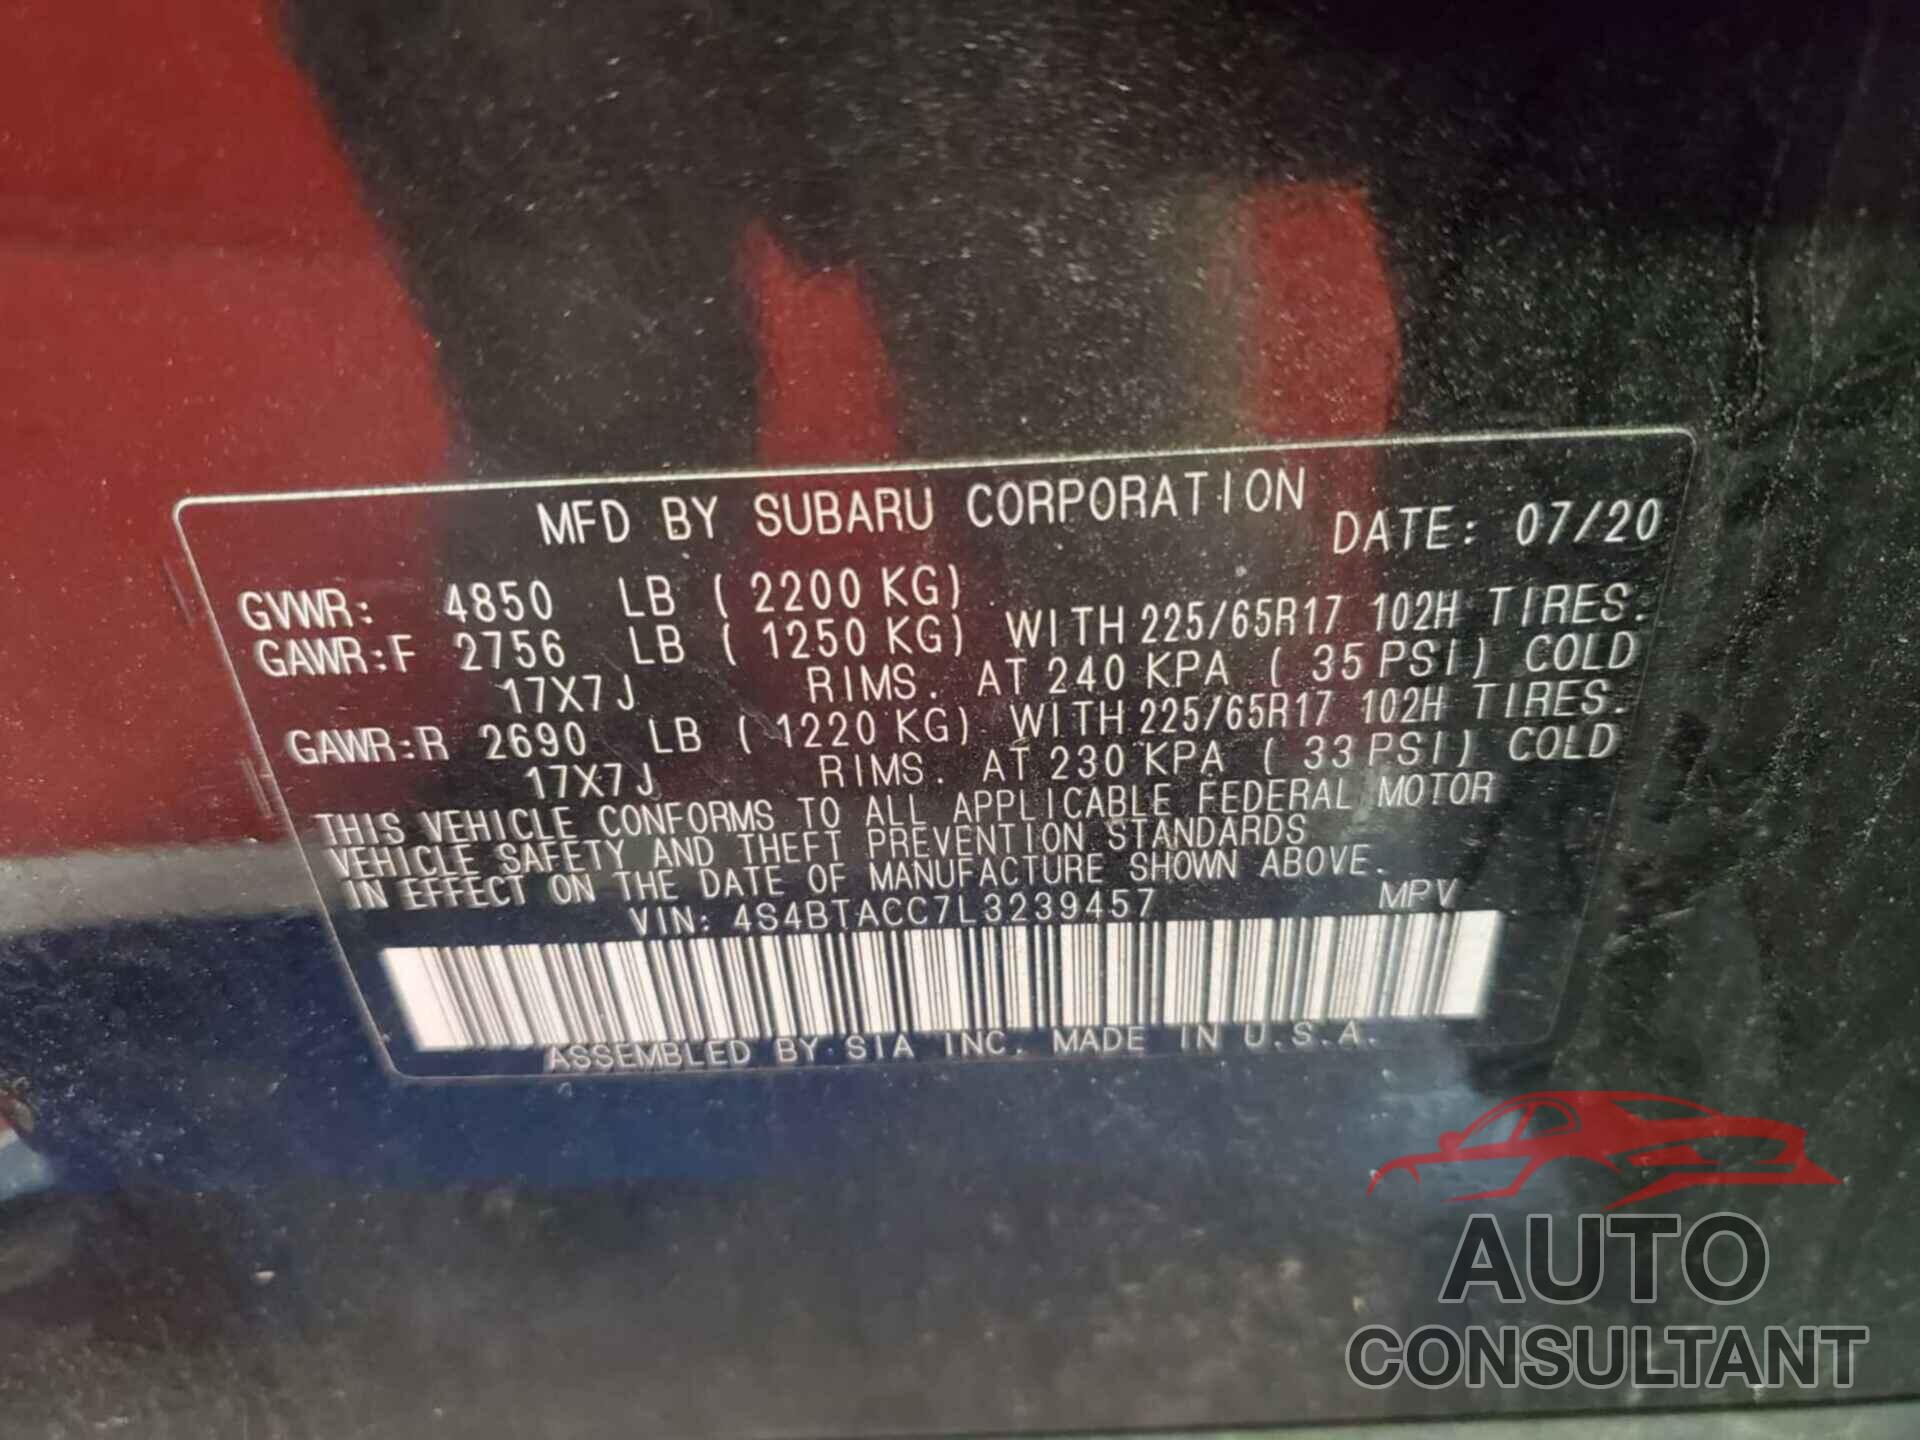 MFD BY SUBARU CORPORATION
DATE: 07/20
GVWR: 4850 LB ( 2200 KG)
GAWR:F 2756 LB ( 1250 KG) WITH 225/65R17 102H TIRES.
17X7J RIMS. AT 240 KPA ( 35 PSI) COLD
GAWR:R 2690 LB ( 1220 KG) WITH 225/65R17 102H TIRES.
17X7J RIMS. AT 230 KPA ( 33 PSI) COLD
THIS VEHICLE CONFORMS TO ALL APPLICABLE FEDERAL MOTOR
VEHICLE SAFETY AND THEFT PREVENTION STANDARDS
IN EFFECT ON THE DATE OF MANUFACTURE SHOWN ABOVE.
VIN: 4S4BTACC7L3239457 MPV
ASSEMBLED BY SIA INC. MADE IN U.S.A.
AUTO
CONSULTANT